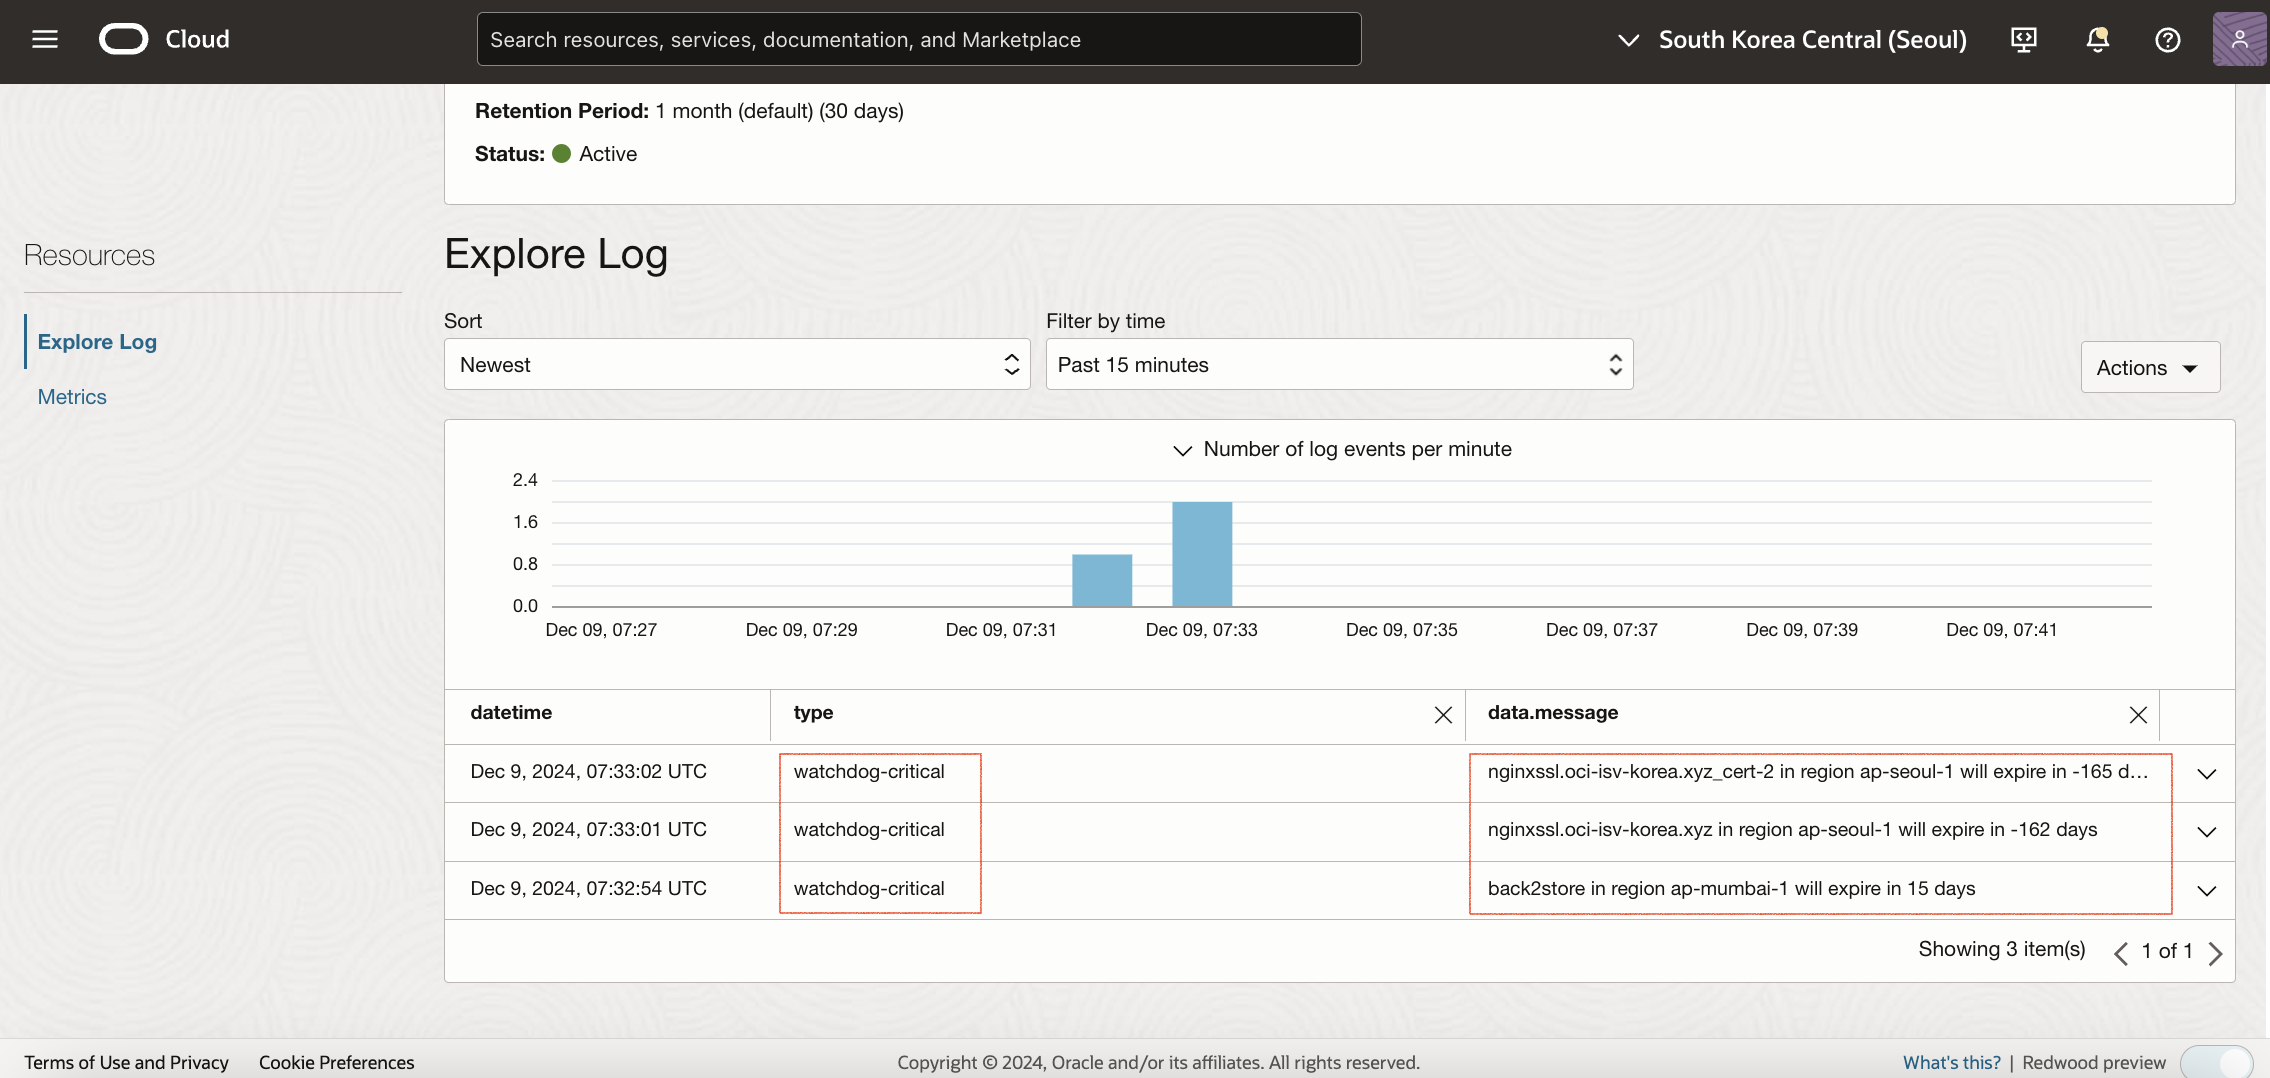 Cloud
Search resources, services, documentation, and Marketplace
South Korea Central (Seoul)
Retention Period: 1 month (default) (30 days)
Status: Active
Resources
Explore Log
Metrics
Explore Log
Sort
Newest
Filter by time
Past 15 minutes
Actions
Number of log events per minute
2.4
1.6
0.8
0.0
Dec 09, 07:27 Dec 09, 07:29 Dec 09, 07:31 Dec 09, 07:33 Dec 09, 07:35 Dec 09, 07:37 Dec 09, 07:39 Dec 09, 07:41
datetime type data.message
Dec 9, 2024, 07:33:02 UTC watchdog-critical nginxssl.oci-isv-korea.xyz_cert-2 in region ap-seoul-1 will expire in -165 d...
Dec 9, 2024, 07:33:01 UTC watchdog-critical nginxssl.oci-isv-korea.xyz in region ap-seoul-1 will expire in -162 days
Dec 9, 2024, 07:32:54 UTC watchdog-critical back2store in region ap-mumbai-1 will expire in 15 days
Showing 3 item(s) 1 of 1
Terms of Use and Privacy Cookie Preferences Copyright © 2024, Oracle and/or its affiliates. All rights reserved. What's this? | Redwood preview